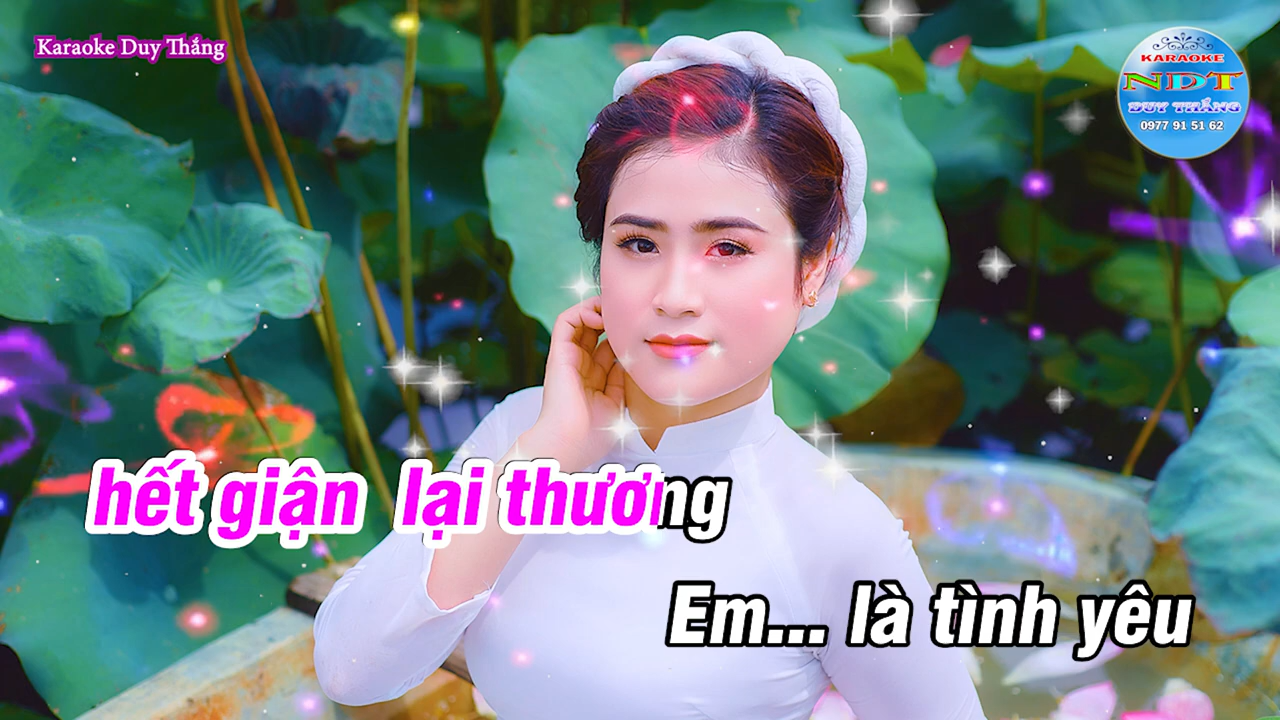 Karaoke Duy Thắng
KARAOKE
NDT
DUY THẮNG
0977 91 51 62
hết giận lại thương
Em... là tình yêu